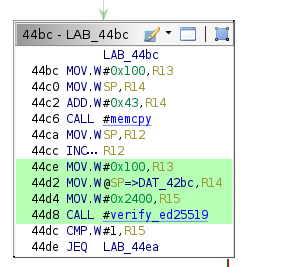 44bc - LAB_44bc
LAB_44bc
44bc MOV.W #0x100,R13
44c0 MOV.W SP,R14
44c2 ADD.W #0x43,R14
44c6 CALL #memcpy
44ca MOV.W SP,R12
44cc INC... R12
44ce MOV.W #0x100,R13
44d2 MOV.W @SP=>DAT_42bc,R14
44d4 MOV.W #0x2400,R15
44d8 CALL #verify_ed25519
44dc CMP.W #1,R15
44de JEQ LAB_44ea